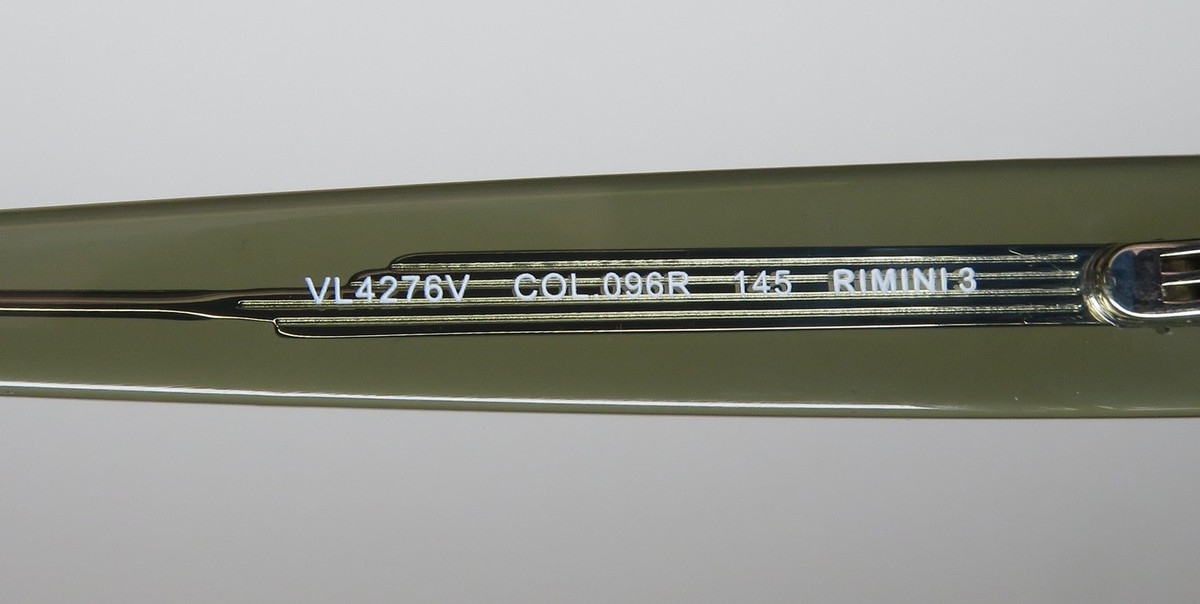 VL4276V COL.096R 145 RIMINI 3